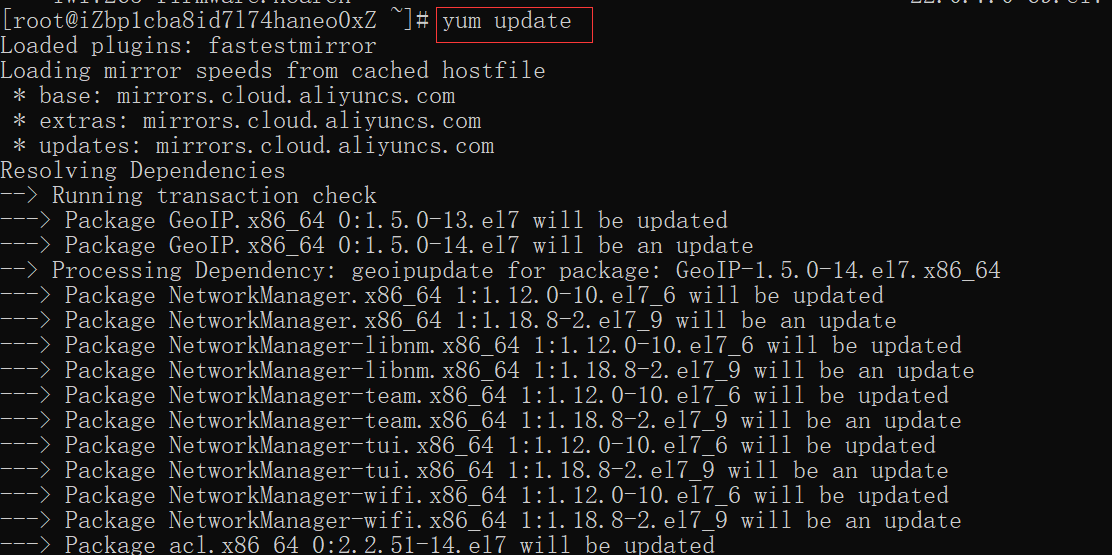 [root@iZbp1cba8id7l74haneo0xZ ~]# yum update
Loaded plugins: fastestmirror
Loading mirror speeds from cached hostfile
* base: mirrors.cloud.aliyuncs.com
* extras: mirrors.cloud.aliyuncs.com
* updates: mirrors.cloud.aliyuncs.com
Resolving Dependencies
--> Running transaction check
---> Package GeoIP.x86_64 0:1.5.0-13.el7 will be updated
---> Package GeoIP.x86_64 0:1.5.0-14.el7 will be an update
--> Processing Dependency: geoipupdate for package: GeoIP-1.5.0-14.el7.x86_64
---> Package NetworkManager.x86_64 1:1.12.0-10.el7_6 will be updated
---> Package NetworkManager.x86_64 1:1.18.8-2.el7_9 will be an update
---> Package NetworkManager-libnm.x86_64 1:1.12.0-10.el7_6 will be updated
---> Package NetworkManager-libnm.x86_64 1:1.18.8-2.el7_9 will be an update
---> Package NetworkManager-team.x86_64 1:1.12.0-10.el7_6 will be updated
---> Package NetworkManager-team.x86_64 1:1.18.8-2.el7_9 will be an update
---> Package NetworkManager-tui.x86_64 1:1.12.0-10.el7_6 will be updated
---> Package NetworkManager-tui.x86_64 1:1.18.8-2.el7_9 will be an update
---> Package NetworkManager-wifi.x86_64 1:1.12.0-10.el7_6 will be updated
---> Package NetworkManager-wifi.x86_64 1:1.18.8-2.el7_9 will be an update
---> Package acl.x86_64 0:2.2.51-14.el7 will be updated